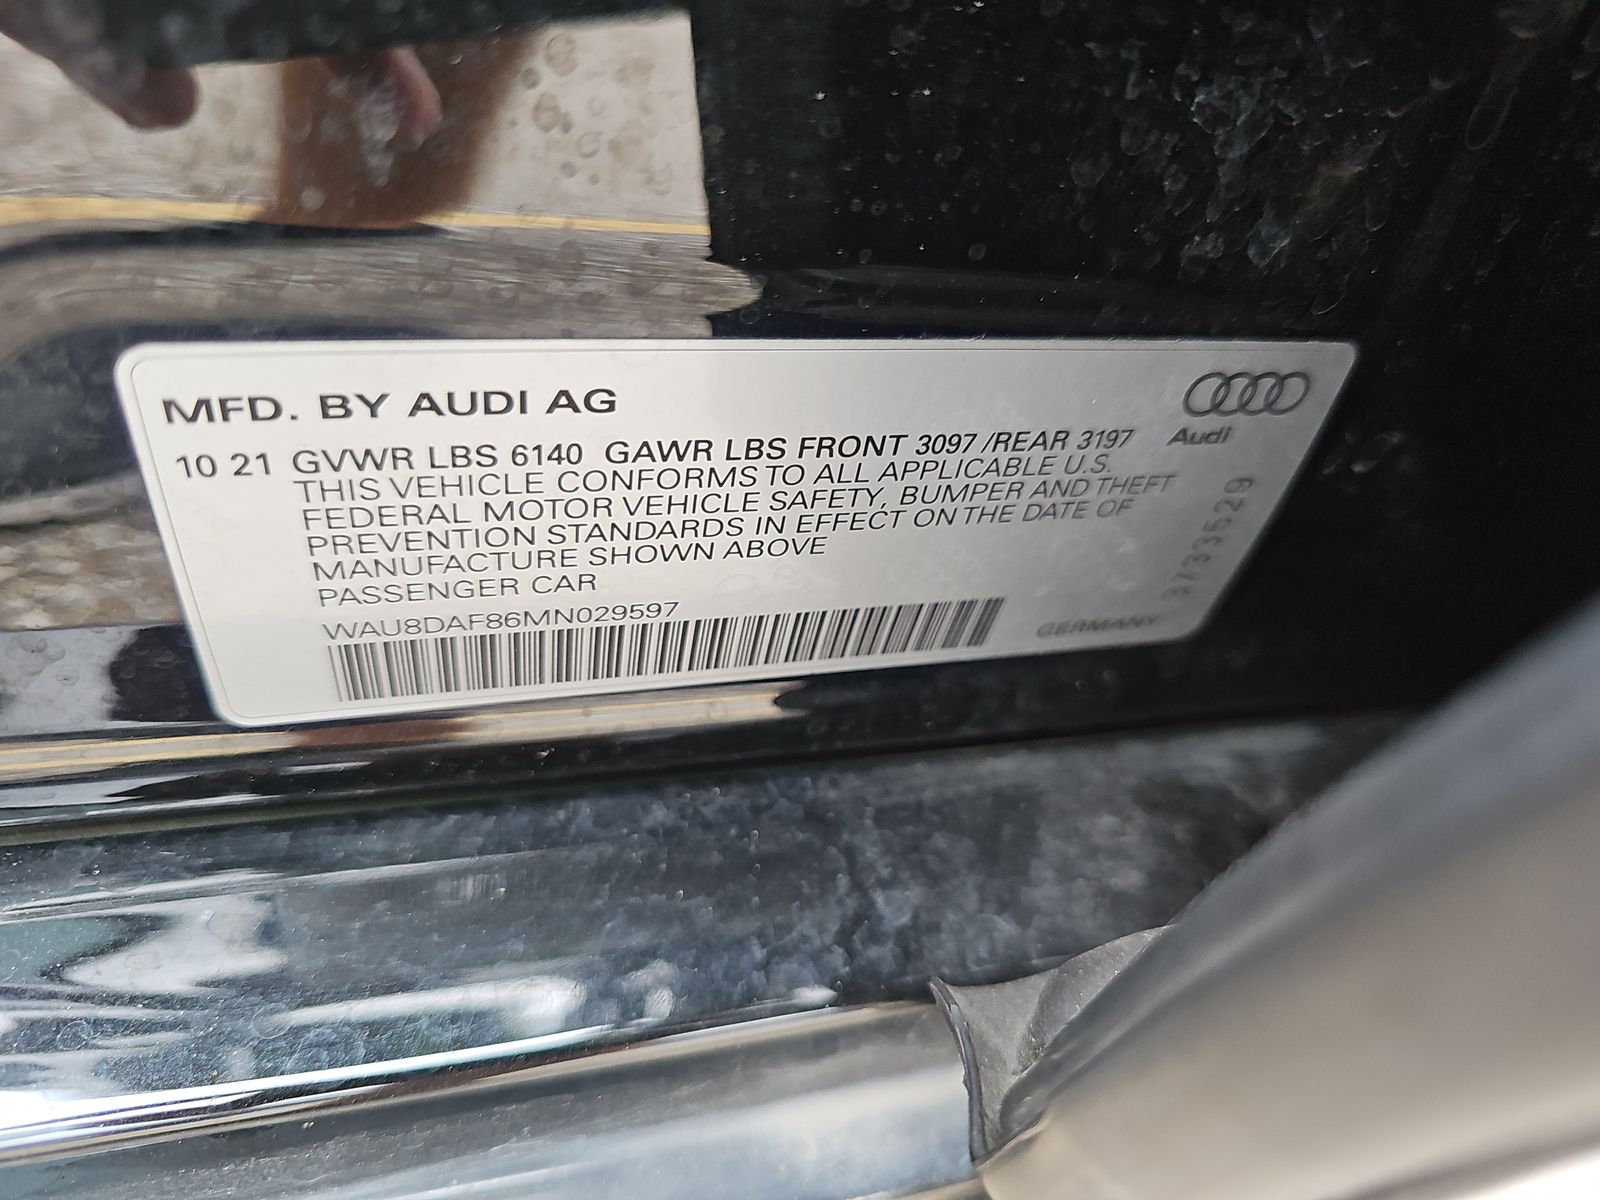 MFD. BY AUDI AG
Audi
10 21 GVWR LBS 6140 GAWR LBS FRONT 3097 /REAR 3197
THIS VEHICLE CONFORMS TO ALL APPLICABLE U.S.
FEDERAL MOTOR VEHICLE SAFETY, BUMPER AND THEFT
PREVENTION STANDARDS IN EFFECT ON THE DATE OF
MANUFACTURE SHOWN ABOVE
PASSENGER CAR
WAU8DAF86MN029597
GERMANY
3733529